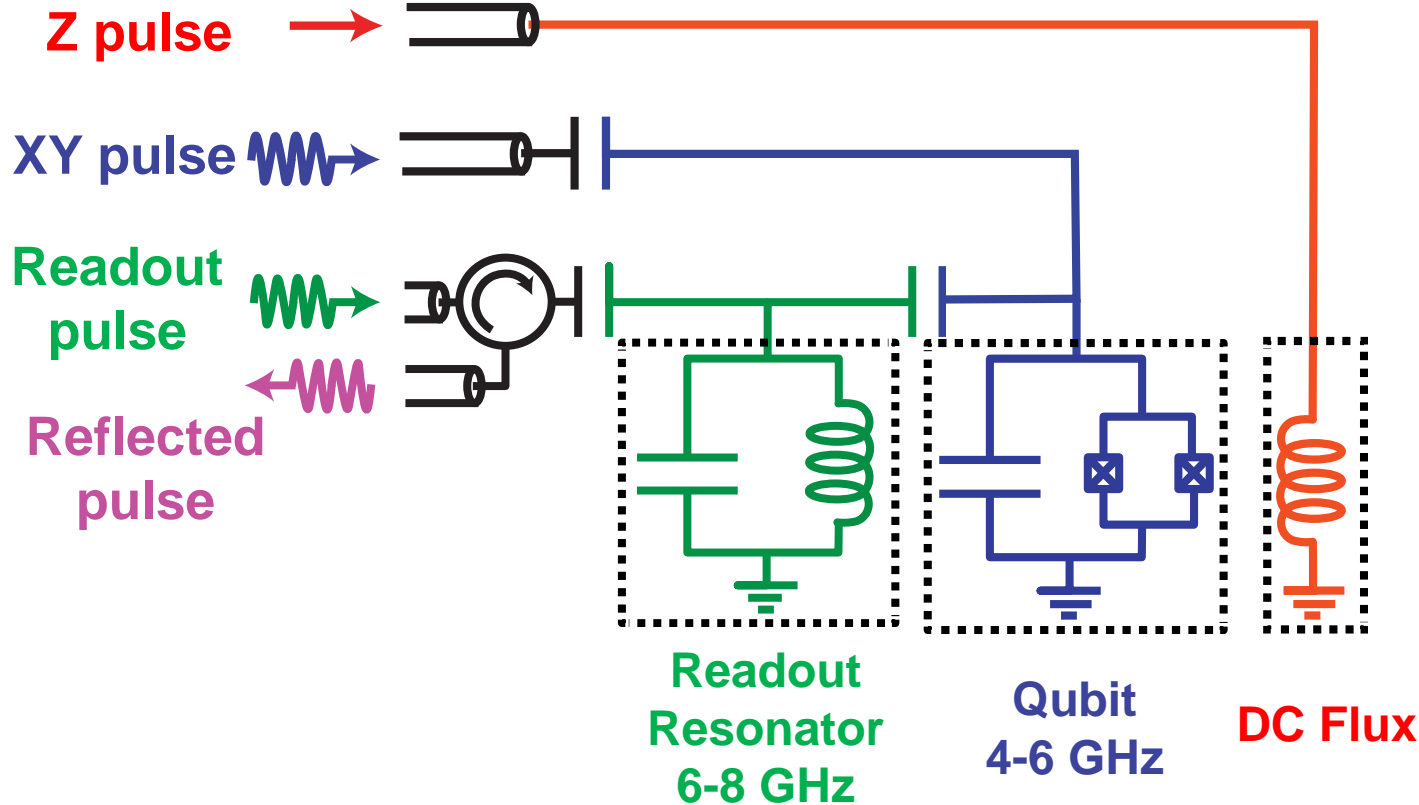 Z pulse
XY pulse
Readout
pulse
Reflected
pulse
Readout
Resonator
6-8 GHz
Qubit
4-6 GHz
DC Flux